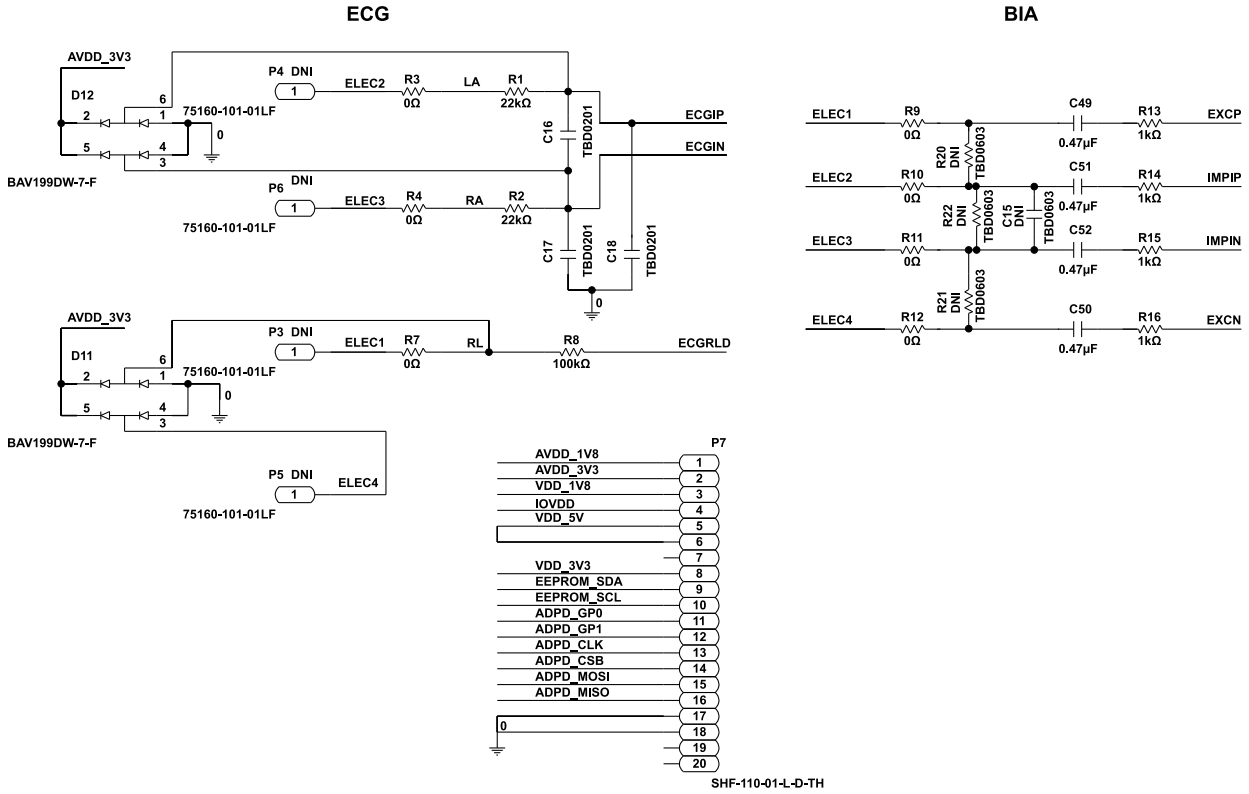 ECG
AVDD_3V3
D12
6
2
1
5
4
3
0
75160-101-01LF
BAV199DW-7-F
P4 DNI
1
ELEC2
R3
0Ω
LA
R1
22kΩ
C16
TBD0201
ECGIP
ECGIN
DNI
P6
1
75160-101-01LF
ELEC3
R4
0Ω
RA
R2
22kΩ
C17
TBD0201
C18
TBD0201
0
AVDD_3V3
D11
6
2
1
5
4
3
0
75160-101-01LF
BAV199DW-7-F
P3 DNI
1
ELEC1
R7
0Ω
RL
R8
100kΩ
ECGRLD
P5 DNI
1
ELEC4
75160-101-01LF
BIA
ELEC1
R9
0Ω
R20
DNI
TBD0603
C49
0.47µF
R13
1kΩ
EXCP
ELEC2
R10
0Ω
R22
DNI
TBD0603
C15
DNI
TBD0603
C51
0.47µF
R14
1kΩ
IMPIP
ELEC3
R11
0Ω
C52
0.47µF
R15
1kΩ
IMPIN
R21
DNI
TBD0603
ELEC4
R12
0Ω
C50
0.47µF
R16
1kΩ
EXCN
P7
AVDD_1V8 1
AVDD_3V3 2
VDD_1V8 3
IOVDD 4
VDD_5V 5
6
7
VDD_3V3 8
EEPROM_SDA 9
EEPROM_SCL 10
ADPD_GP0 11
ADPD_GP1 12
ADPD_CLK 13
ADPD_CSB 14
ADPD_MOSI 15
ADPD_MISO 16
17
0 18
19
20
SHF-110-01-L-D-TH